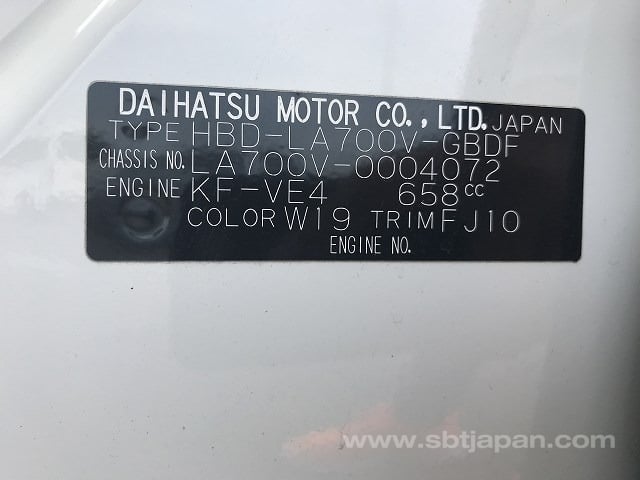 DAIHATSU MOTOR CO., LTD. JAPAN
TYPE HBD-LA700V-GBDF
CHASSIS NO. LA700V-0004072
ENGINE KF-VE4 658CC
COLOR W19 TRIM FJ10
ENGINE NO.
www.sbtjapan.com